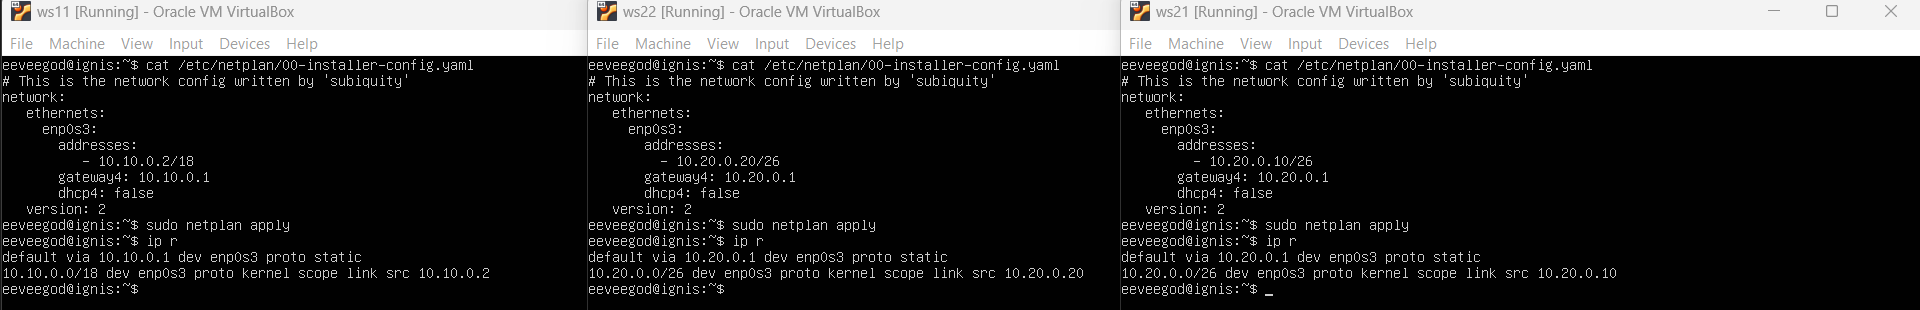 ws11 [Running] - Oracle VM VirtualBox
File Machine View Input Devices Help
eeveegod@ignis:~$ cat /etc/netplan/00-installer-config.yaml
# This is the network config written by 'subiquity'
network:
  ethernets:
    enp0s3:
      addresses:
         - 10.10.0.2/18
      gateway4: 10.10.0.1
      dhcp4: false
  version: 2
eeveegod@ignis:~$ sudo netplan apply
eeveegod@ignis:~$ ip r
default via 10.10.0.1 dev enp0s3 proto static
10.10.0.0/18 dev enp0s3 proto kernel scope link src 10.10.0.2
eeveegod@ignis:~$
ws22 [Running] - Oracle VM VirtualBox
File Machine View Input Devices Help
eeveegod@ignis:~$ cat /etc/netplan/00-installer-config.yaml
# This is the network config written by 'subiquity'
network:
  ethernets:
    enp0s3:
      addresses:
        - 10.20.0.20/26
      gateway4: 10.20.0.1
      dhcp4: false
  version: 2
eeveegod@ignis:~$ sudo netplan apply
eeveegod@ignis:~$ ip r
default via 10.20.0.1 dev enp0s3 proto static
10.20.0.0/26 dev enp0s3 proto kernel scope link src 10.20.0.20
eeveegod@ignis:~$
ws21 [Running] - Oracle VM VirtualBox
File Machine View Input Devices Help
eeveegod@ignis:~$ cat /etc/netplan/00-installer-config.yaml
# This is the network config written by 'subiquity'
network:
  ethernets:
    enp0s3:
      addresses:
        - 10.20.0.10/26
      gateway4: 10.20.0.1
      dhcp4: false
  version: 2
eeveegod@ignis:~$ sudo netplan apply
eeveegod@ignis:~$ ip r
default via 10.20.0.1 dev enp0s3 proto static
10.20.0.0/26 dev enp0s3 proto kernel scope link src 10.20.0.10
eeveegod@ignis:~$ _